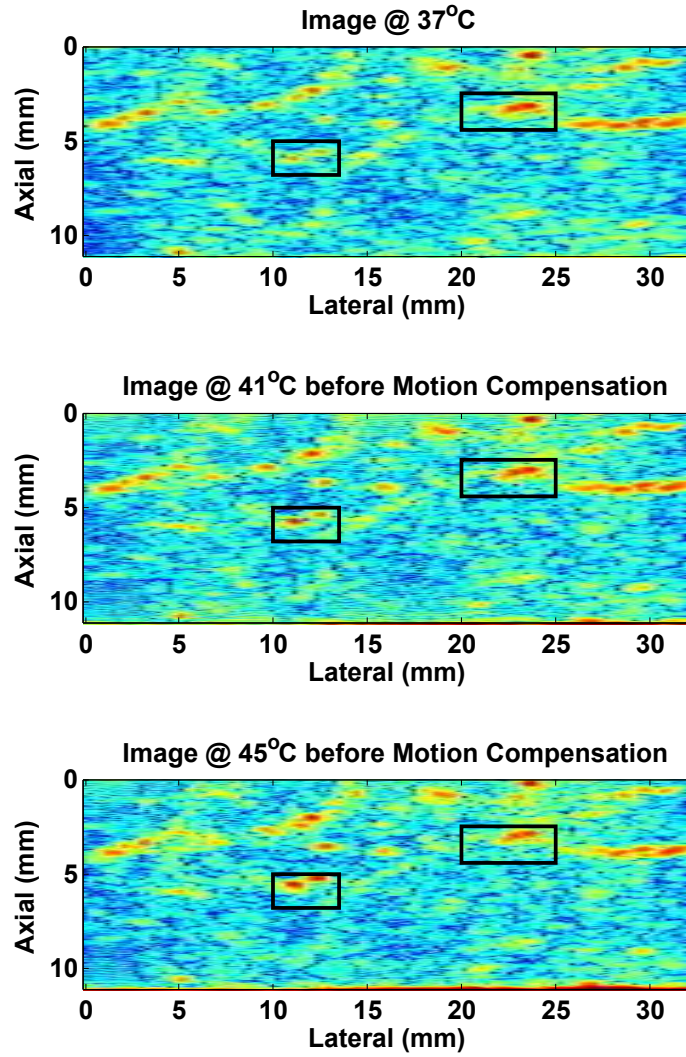 Image @ 37°C
0
5
10
Axial (mm)
0 5 10 15 20 25 30
Lateral (mm)
Image @ 41°C before Motion Compensation
0
5
10
Axial (mm)
0 5 10 15 20 25 30
Lateral (mm)
Image @ 45°C before Motion Compensation
0
5
10
Axial (mm)
0 5 10 15 20 25 30
Lateral (mm)